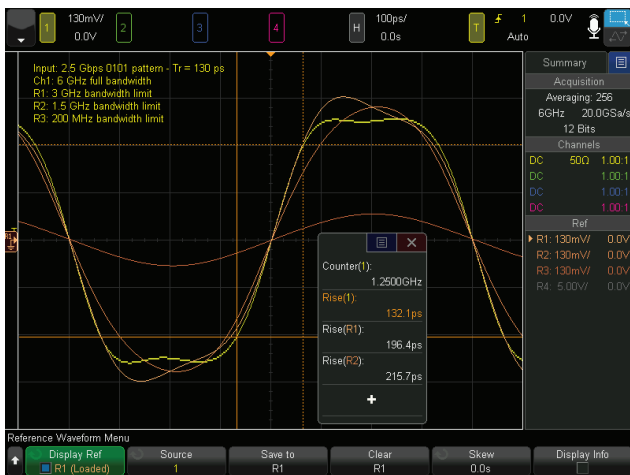 1 130mV/ 0.0V 2 3 4 H 100ps/ 0.0s T 1 0.0V Auto
Input: 2.5 Gbps 0101 pattern - Tr = 130 ps
Ch1: 6 GHz full bandwidth
R1: 3 GHz bandwidth limit
R2: 1.5 GHz bandwidth limit
R3: 200 MHz bandwidth limit
R1
Counter(1):
1.2500GHz
Rise(1):
132.1ps
Rise(R1):
196.4ps
Rise(R2):
215.7ps
Summary
Acquisition
Averaging: 256
6GHz 20.0GSa/s
12 Bits
Channels
DC 50Ω 1.00:1
DC 1.00:1
DC 1.00:1
DC 1.00:1
Ref
R1: 130mV/ 0.0V
R2: 130mV/ 0.0V
R3: 130mV/ 0.0V
R4: 5.00V/ 0.0V
Reference Waveform Menu
Display Ref
R1 (Loaded)
Source
1
Save to
R1
Clear
R1
Skew
0.0s
Display Info